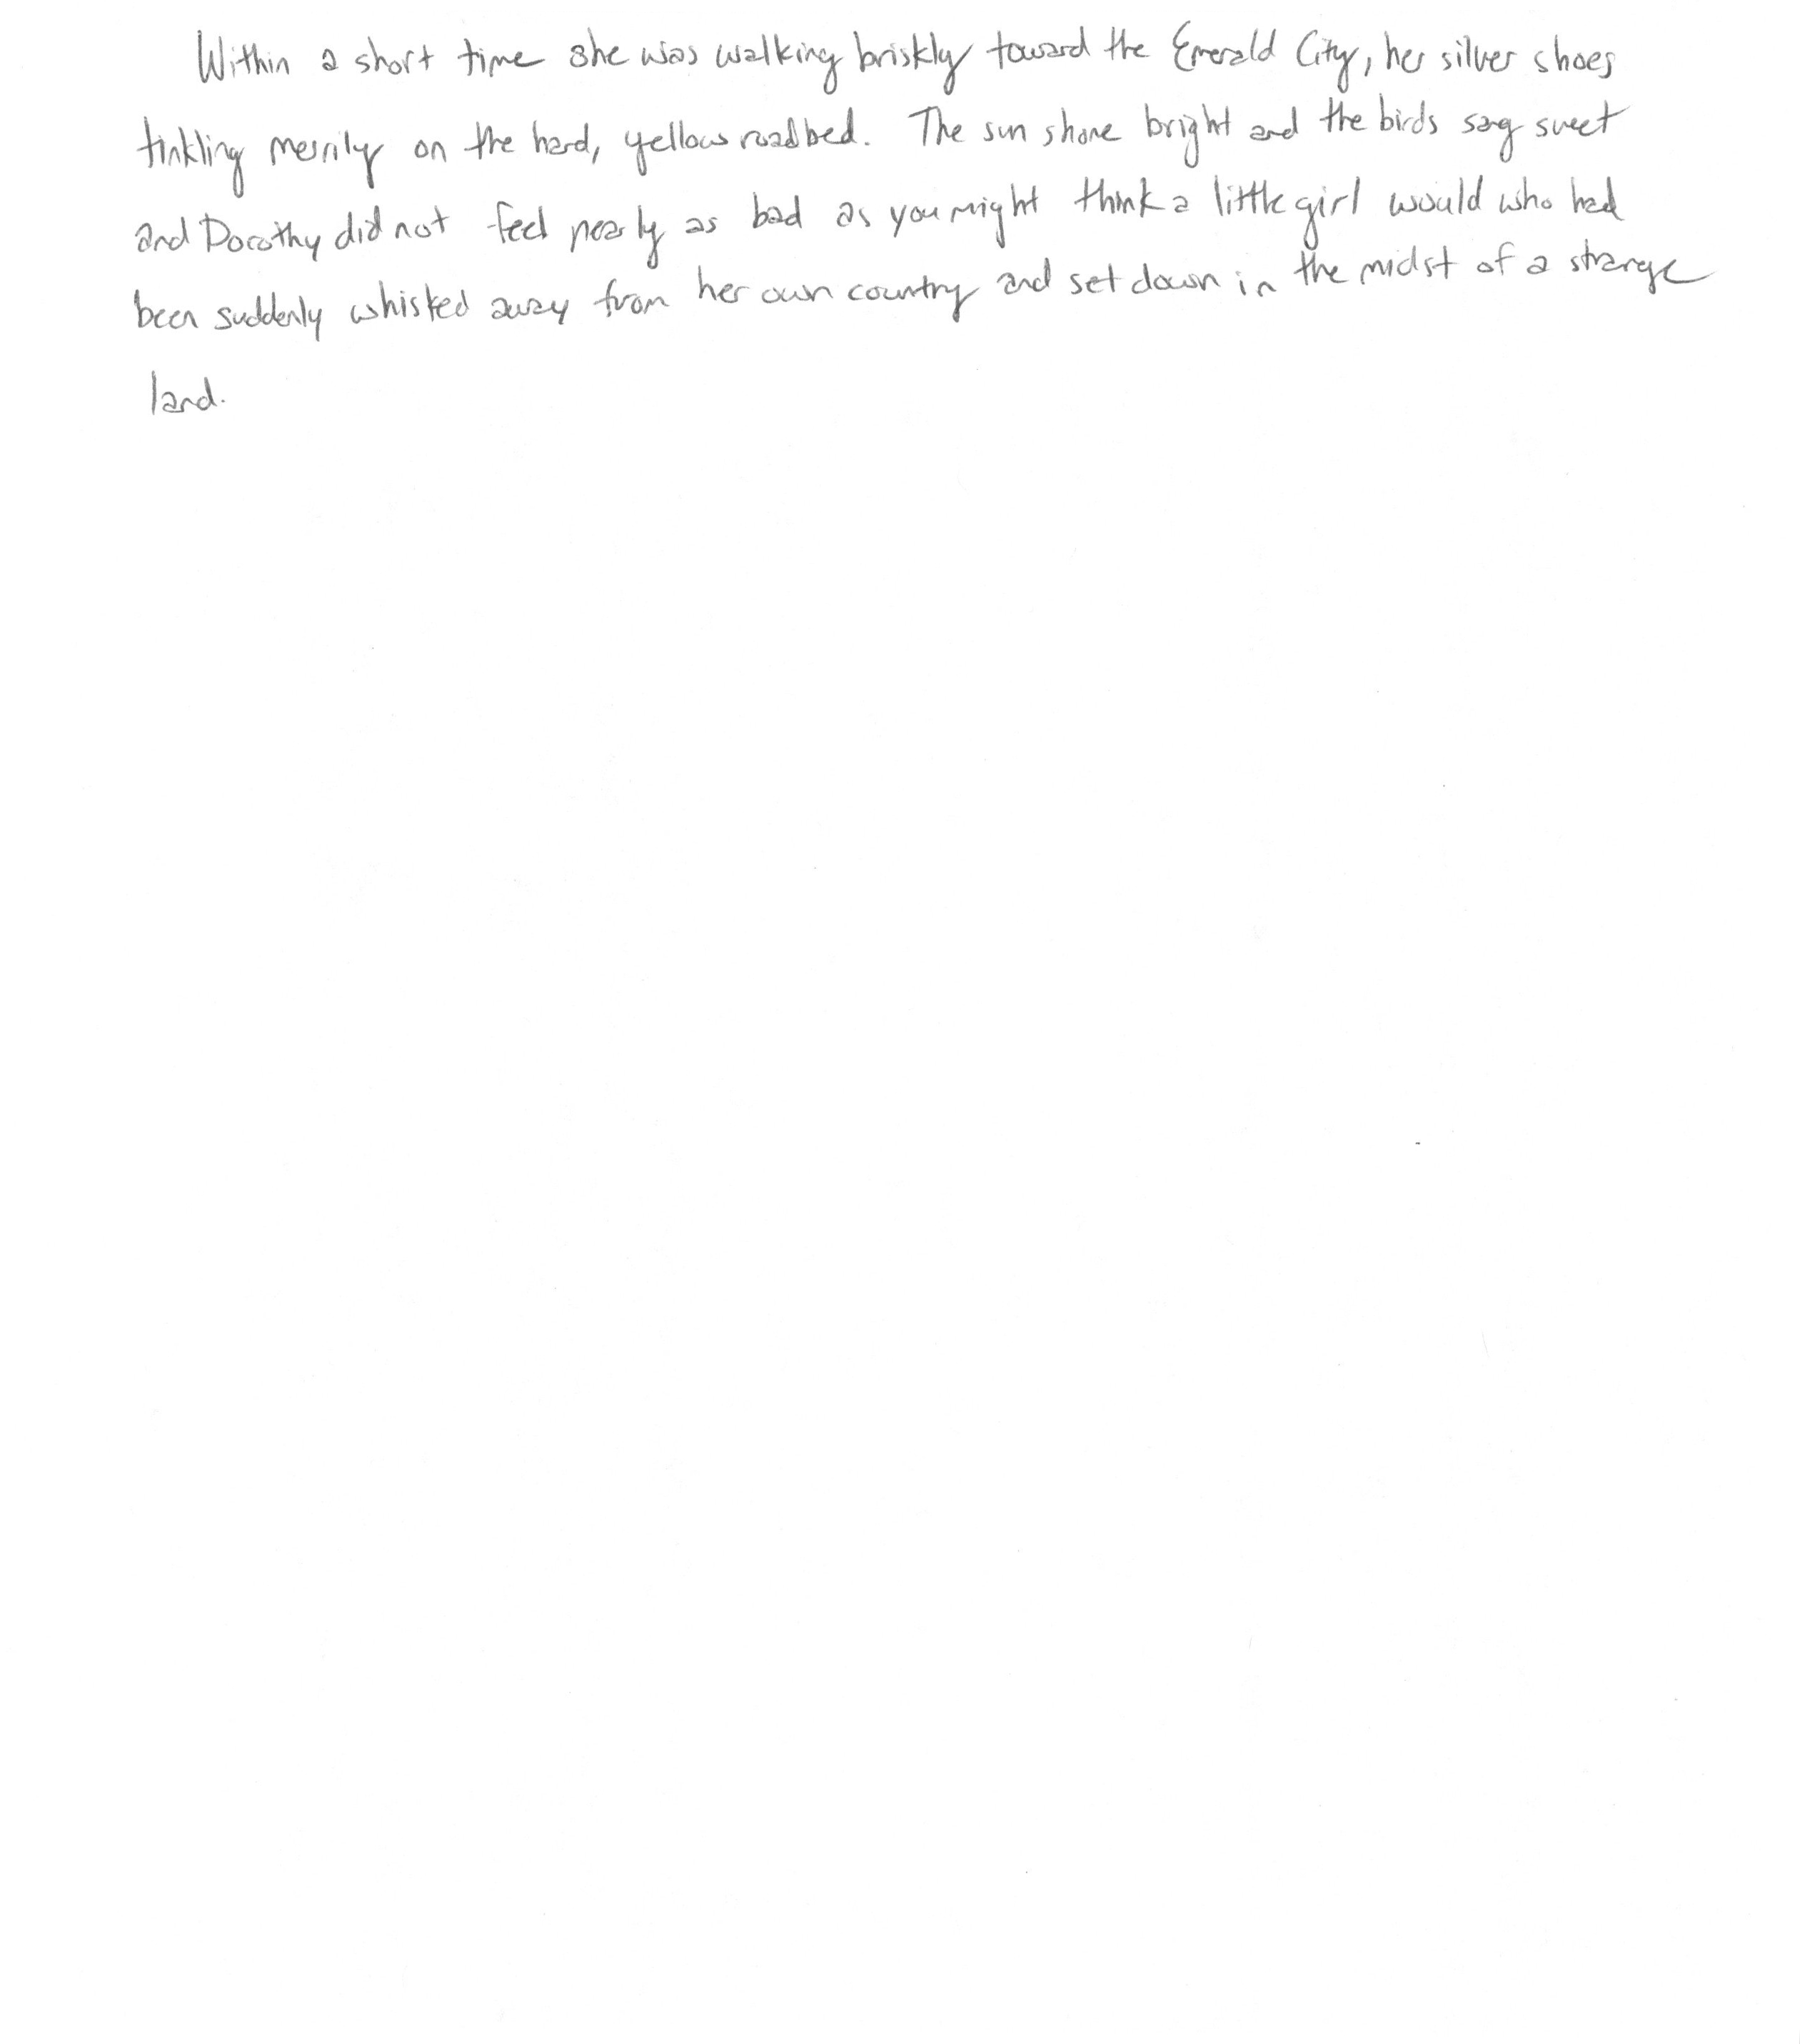 Within a short time she was walking briskly toward the Emerald City, her silver shoes
tinkling merrily on the hard, yellow roadbed. The sun shone bright and the birds sang sweet
and Dorothy did not feel nearly as bad as you might think a little girl would who had
been suddenly whisked away from her own country and set down in the midst of a strange
land.